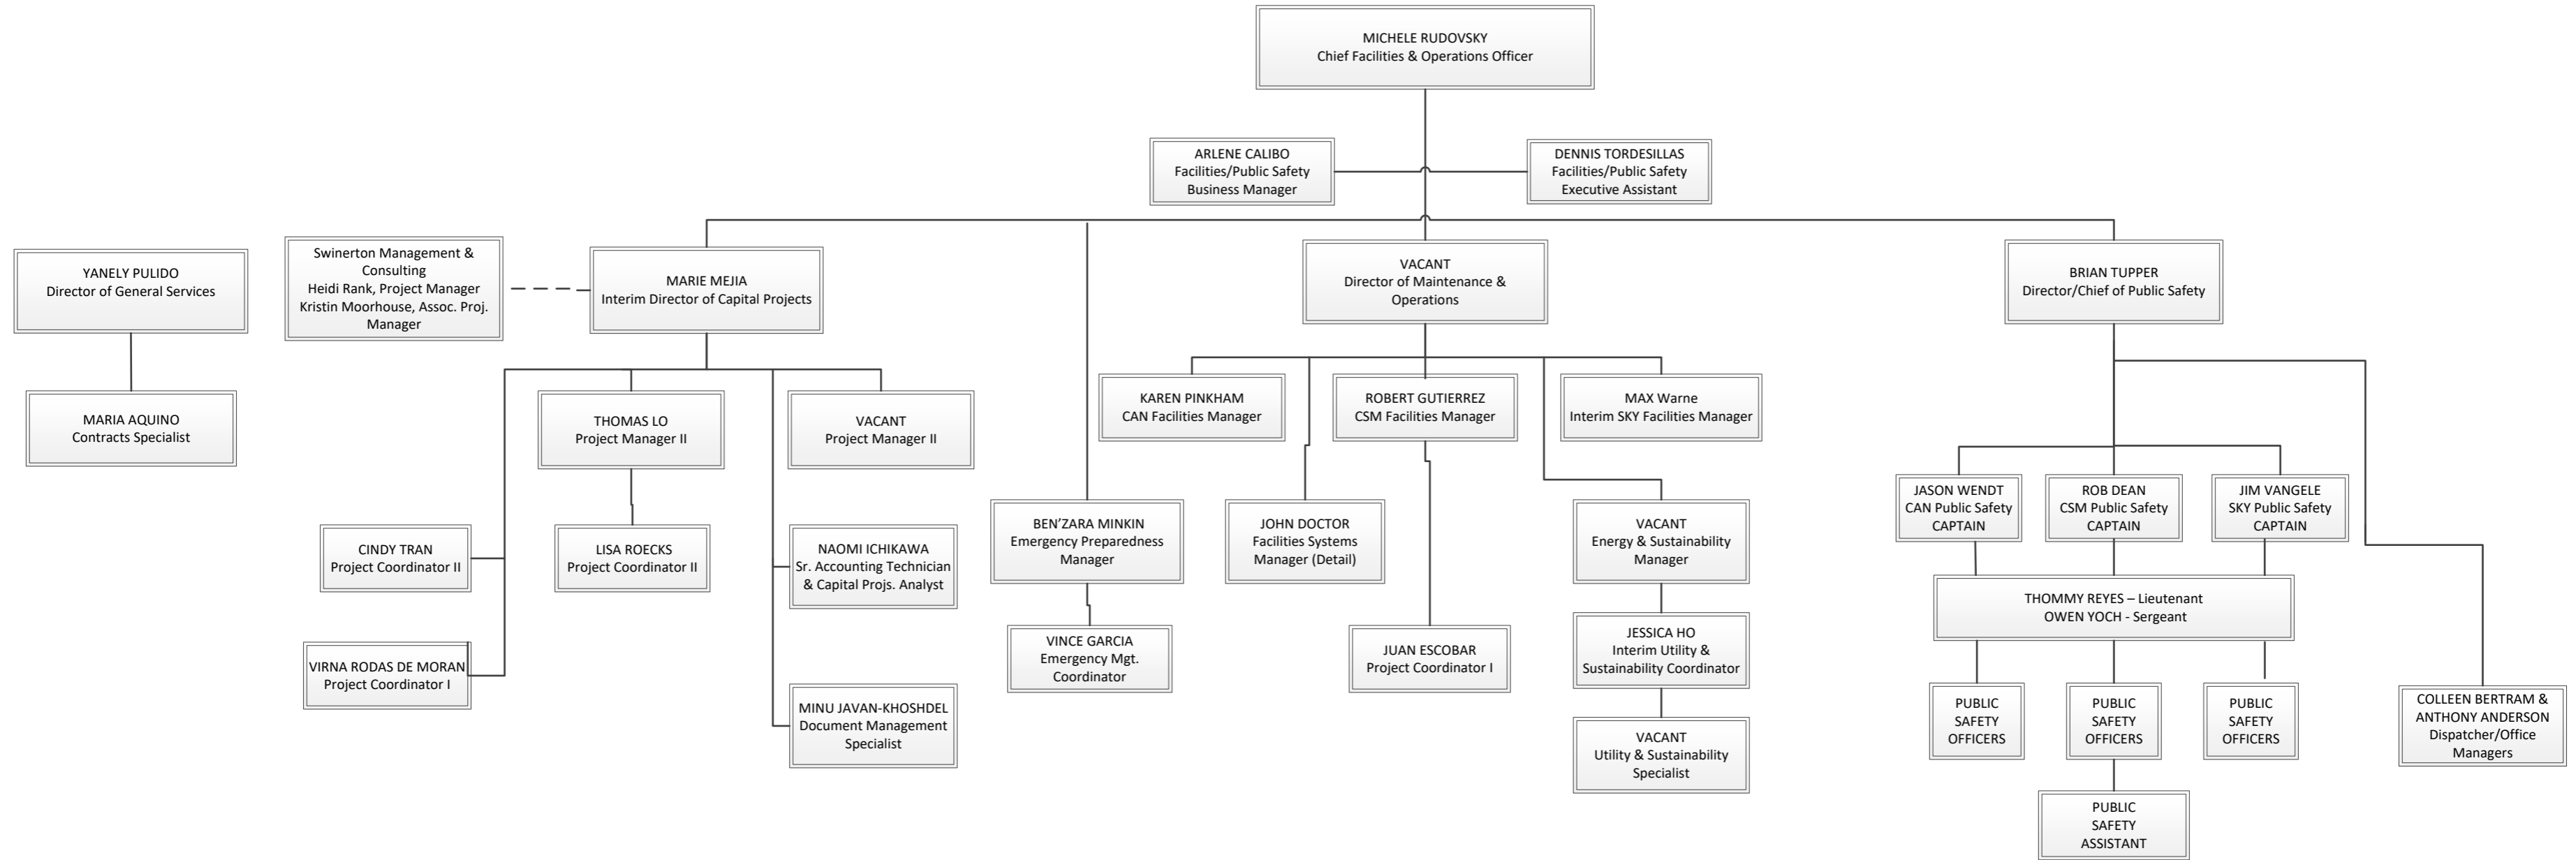 MICHELE RUDOVSKY
Chief Facilities & Operations Officer
ARLENE CALIBO
Facilities/Public Safety
Business Manager
DENNIS TORDESILLAS
Facilities/Public Safety
Executive Assistant
YANELY PULIDO
Director of General Services
Swinerton Management &
Consulting
Heidi Rank, Project Manager
Kristin Moorhouse, Assoc. Proj.
Manager
MARIE MEJIA
Interim Director of Capital Projects
VACANT
Director of Maintenance &
Operations
BRIAN TUPPER
Director/Chief of Public Safety
MARIA AQUINO
Contracts Specialist
THOMAS LO
Project Manager II
VACANT
Project Manager II
KAREN PINKHAM
CAN Facilities Manager
ROBERT GUTIERREZ
CSM Facilities Manager
MAX Warne
Interim SKY Facilities Manager
JASON WENDT
CAN Public Safety
CAPTAIN
ROB DEAN
CSM Public Safety
CAPTAIN
JIM VANGELE
SKY Public Safety
CAPTAIN
CINDY TRAN
Project Coordinator II
LISA ROECKS
Project Coordinator II
NAOMI ICHIKAWA
Sr. Accounting Technician
& Capital Projs. Analyst
BEN’ZARA MINKIN
Emergency Preparedness
Manager
JOHN DOCTOR
Facilities Systems
Manager (Detail)
VACANT
Energy & Sustainability
Manager
THOMMY REYES – Lieutenant
OWEN YOCH - Sergeant
VIRNA RODAS DE MORAN
Project Coordinator I
VINCE GARCIA
Emergency Mgt.
Coordinator
JUAN ESCOBAR
Project Coordinator I
JESSICA HO
Interim Utility &
Sustainability Coordinator
MINU JAVAN-KHOSHDEL
Document Management
Specialist
VACANT
Utility & Sustainability
Specialist
PUBLIC
SAFETY
OFFICERS
PUBLIC
SAFETY
OFFICERS
PUBLIC
SAFETY
OFFICERS
COLLEEN BERTRAM &
ANTHONY ANDERSON
Dispatcher/Office
Managers
PUBLIC
SAFETY
ASSISTANT